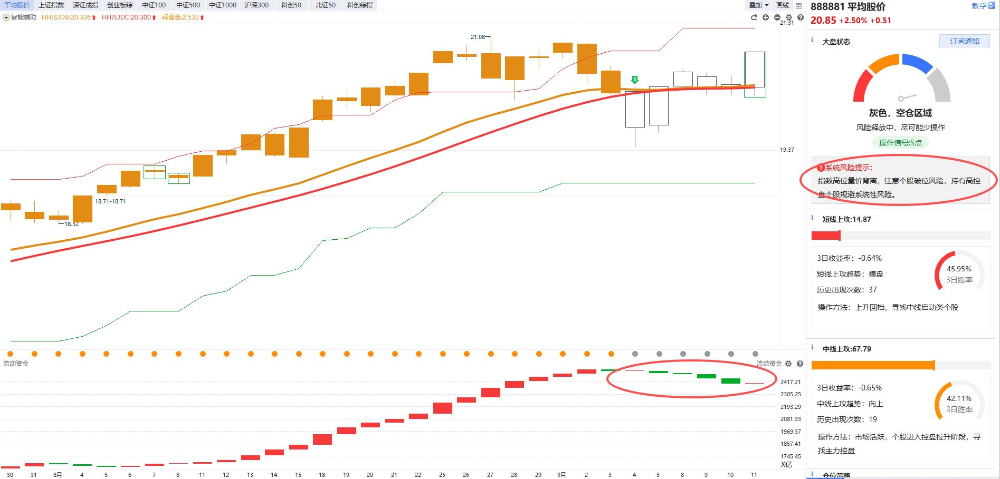 平均股价 上证指数 深证成指 创业板综 中证100 中证500 中证1000 沪深300 科创50 北证50 科创综指 叠加 画线
智能辅助 HHJSJDB:20.336 HHJSJDC:20.300 乖离率:2.532
21.31
21.08
19.37
18.71-18.71
18.32
S
流动资金
流动资金
2417.21
2305.25
2193.29
2081.33
1969.37
1857.41
1745.45
X亿
30 31 8月 4 5 6 7 8 11 12 13 14 15 18 19 20 21 22 25 26 27 28 29 9月 2 3 4 5 8 9 10 11
888881 平均股价 教学
20.85 +2.50% +0.51
大盘状态 订阅通知
灰色，空仓区域
风险释放中，尽可能少操作
操作信号:S点
系统风险提示：
指数高位量价背离，注意个股破位风险，持有高控
盘个股规避系统性风险。
短线上攻:14.87
3日收益率：-0.64%
短线上攻趋势：横盘
历史出现次数：37
45.95%
3日胜率
操作方法：上升回档，寻找中线启动类个股
中线上攻:67.79
3日收益率：-0.65%
中线上攻趋势：向上
历史出现次数：19
42.11%
3日胜率
操作方法：市场活跃，个股进入控盘拉升阶段，寻
找主力控盘
仓位策略